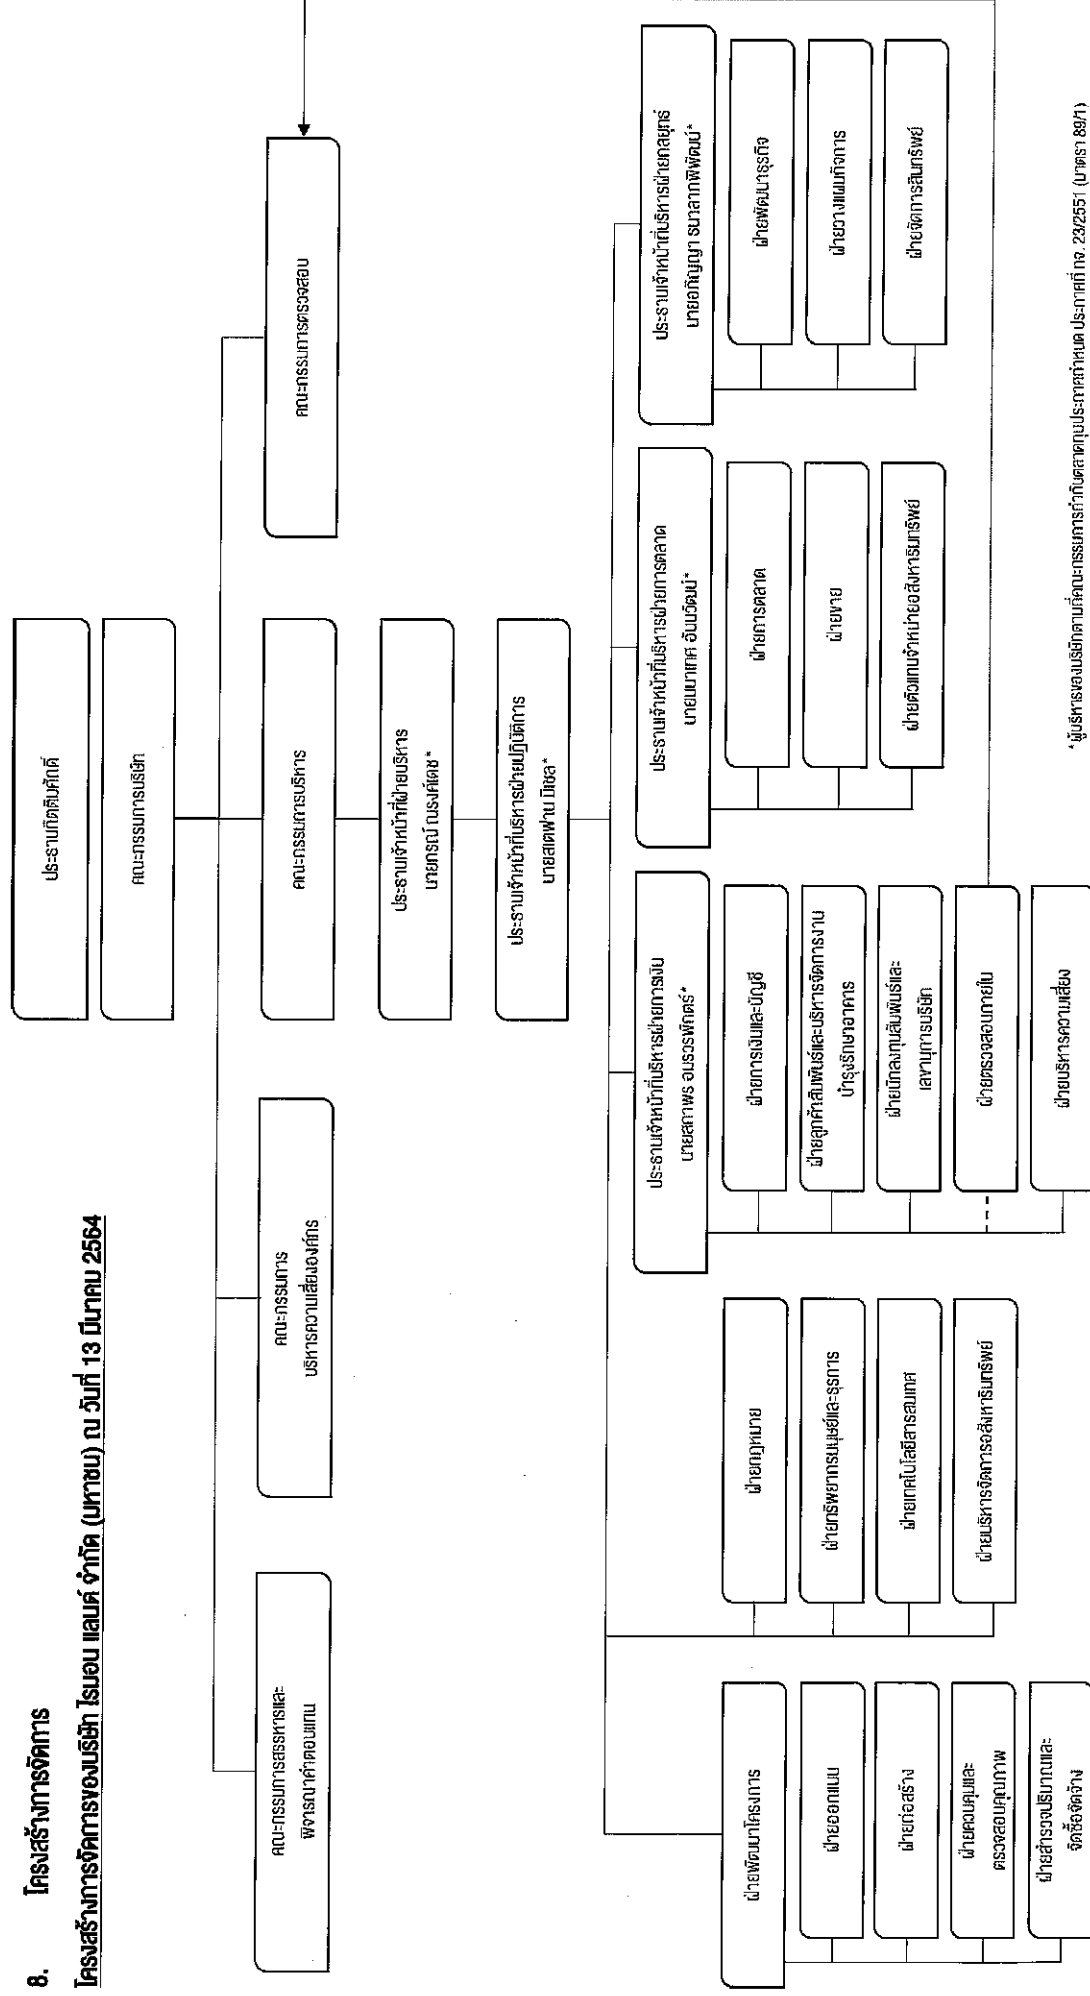 8. โครงสร้างการจัดการ
โครงสร้างการจัดการของบริษัท ไรมอน แลนด์ จำกัด (มหาชน) ณ วันที่ 13 มีนาคม 2564
ประธานกิตติมศักดิ์
คณะกรรมการบริษัท
คณะกรรมการสรรหาและ
พิจารณาค่าตอบแทน
คณะกรรมการ
บริหารความเสี่ยงองค์กร
คณะกรรมการบริหาร
คณะกรรมการตรวจสอบ
ประธานเจ้าหน้าที่ฝ่ายบริหาร
นายกรณ์ ณรงค์เดช*
ประธานเจ้าหน้าที่บริหารฝ่ายปฏิบัติการ
นายสเตฟาน มิเชล*
ฝ่ายพัฒนาโครงการ
ฝ่ายออกแบบ
ฝ่ายก่อสร้าง
ฝ่ายควบคุมและ
ตรวจสอบคุณภาพ
ฝ่ายสำรวจปริมาณและ
จัดซื้อจัดจ้าง
ฝ่ายกฎหมาย
ฝ่ายทรัพยากรมนุษย์และธุรการ
ฝ่ายเทคโนโลยีสารสนเทศ
ฝ่ายบริหารจัดการอสังหาริมทรัพย์
ประธานเจ้าหน้าที่บริหารฝ่ายการเงิน
นายสภาพร อมรวรพักตร์*
ฝ่ายการเงินและบัญชี
ฝ่ายลูกค้าสัมพันธ์และบริหารจัดการงาน
บำรุงรักษาอาคาร
ฝ่ายนักลงทุนสัมพันธ์และ
เลขานุการบริษัท
ฝ่ายตรวจสอบภายใน
ฝ่ายบริหารความเสี่ยง
ประธานเจ้าหน้าที่บริหารฝ่ายการตลาด
นายนนาเทศ อันนวัฒน์*
ฝ่ายการตลาด
ฝ่ายขาย
ฝ่ายตัวแทนจำหน่ายอสังหาริมทรัพย์
ประธานเจ้าหน้าที่บริหารฝ่ายกลยุทธ์
นายอภิญญา ธนาลาภพิพัฒน์*
ฝ่ายพัฒนาธุรกิจ
ฝ่ายวางแผนกิจการ
ฝ่ายจัดการสินทรัพย์
*ผู้บริหารของบริษัทตามที่คณะกรรมการกำกับตลาดทุนประกาศกำหนด ประกาศที่ ทจ. 23/2551 (มาตรา 89/1)